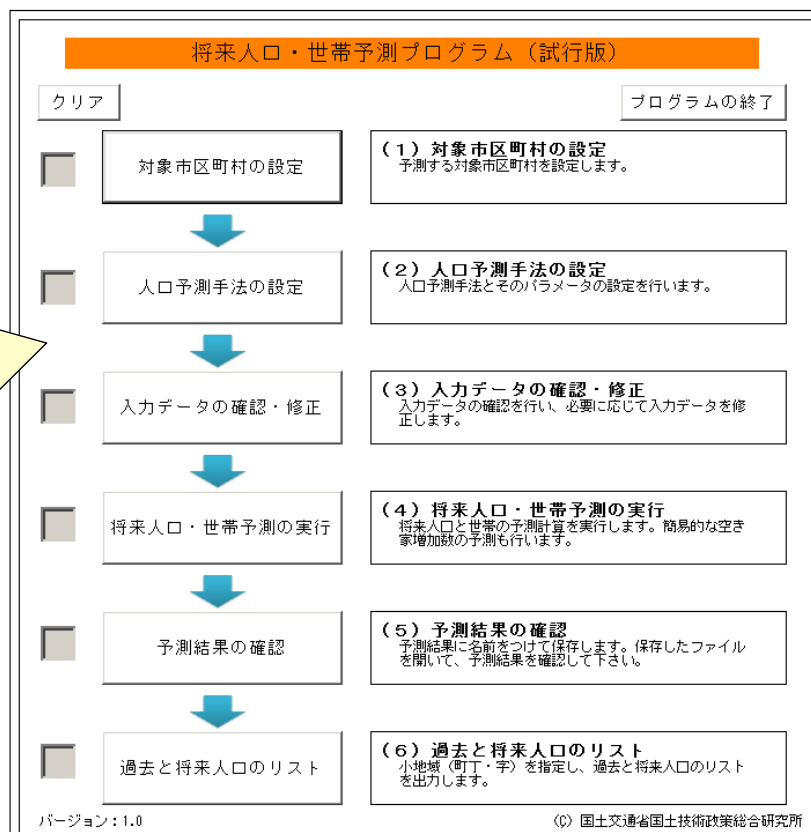 将来人口・世帯予測プログラム（試行版）
クリア
プログラムの終了
対象市区町村の設定
（１）対象市区町村の設定
予測する対象市区町村を設定します。
人口予測手法の設定
（２）人口予測手法の設定
人口予測手法とそのパラメータの設定を行います。
入力データの確認・修正
（３）入力データの確認・修正
入力データの確認を行い、必要に応じて入力データを修
正します。
将来人口・世帯予測の実行
（４）将来人口・世帯予測の実行
将来人口と世帯の予測計算を実行します。簡易的な空き
家増加数の予測も行います。
予測結果の確認
（５）予測結果の確認
予測結果に名前をつけて保存します。保存したファイル
を開いて、予測結果を確認して下さい。
過去と将来人口のリスト
（６）過去と将来人口のリスト
小地域（町丁・字）を指定し、過去と将来人口のリスト
を出力します。
バージョン：1.0
（C）国土交通省国土技術政策総合研究所